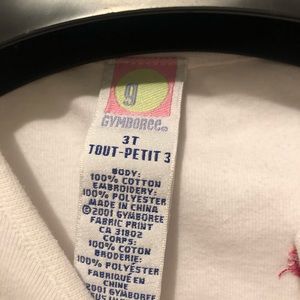 g
GYMBOREE
3T
TOUT-PETIT 3
BODY:
100% COTTON
EMBROIDERY:
100% POLYESTER
MADE IN CHINA
©2001 GYMBOREE
FABRIC PRINT
CA 31802
CORPS:
100% COTON
BRODERIE:
100% POLYESTER
FABRIQUÉ EN
CHINE
2001 GYMBOREE